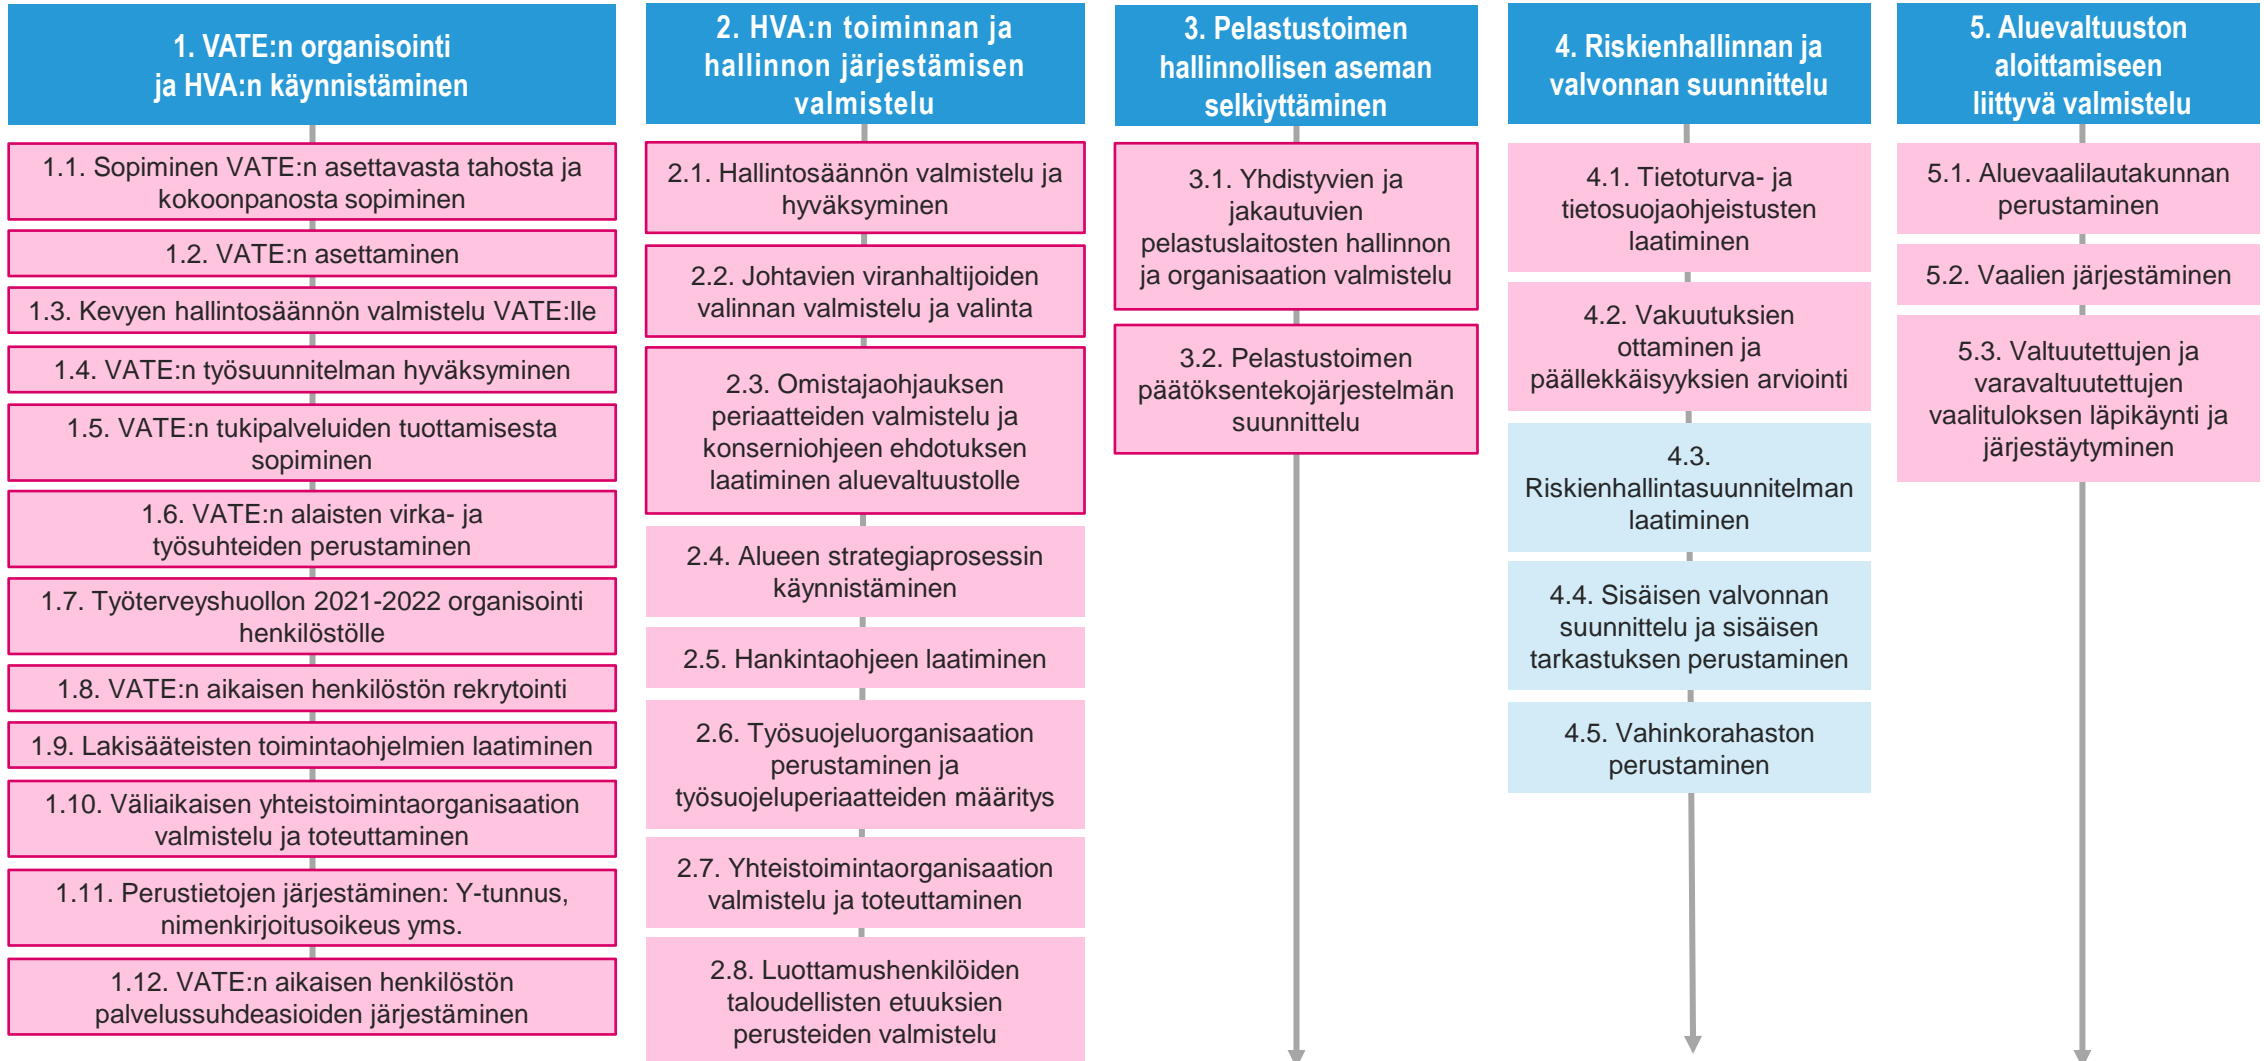 1. VATE:n organisointi
ja HVA:n käynnistäminen
1.1. Sopiminen VATE:n asettavasta tahosta ja
kokoonpanosta sopiminen
1.2. VATE:n asettaminen
1.3. Kevyen hallintosäännön valmistelu VATE:lle
1.4. VATE:n työsuunnitelman hyväksyminen
1.5. VATE:n tukipalveluiden tuottamisesta
sopiminen
1.6. VATE:n alaisten virka- ja
työsuhteiden perustaminen
1.7. Työterveyshuollon 2021-2022 organisointi
henkilöstölle
1.8. VATE:n aikaisen henkilöstön rekrytointi
1.9. Lakisääteisten toimintaohjelmien laatiminen
1.10. Väliaikaisen yhteistoimintaorganisaation
valmistelu ja toteuttaminen
1.11. Perustietojen järjestäminen: Y-tunnus,
nimenkirjoitusoikeus yms.
1.12. VATE:n aikaisen henkilöstön
palvelussuhdeasioiden järjestäminen
2. HVA:n toiminnan ja
hallinnon järjestämisen
valmistelu
2.1. Hallintosäännön valmistelu ja
hyväksyminen
2.2. Johtavien viranhaltijoiden
valinnan valmistelu ja valinta
2.3. Omistajaohjauksen
periaatteiden valmistelu ja
konserniohjeen ehdotuksen
laatiminen aluevaltuustolle
2.4. Alueen strategiaprosessin
käynnistäminen
2.5. Hankintaohjeen laatiminen
2.6. Työsuojeluorganisaation
perustaminen ja
työsuojeluperiaatteiden määritys
2.7. Yhteistoimintaorganisaation
valmistelu ja toteuttaminen
2.8. Luottamushenkilöiden
taloudellisten etuuksien
perusteiden valmistelu
3. Pelastustoimen
hallinnollisen aseman
selkiyttäminen
3.1. Yhdistyvien ja
jakautuvien
pelastuslaitosten hallinnon
ja organisaation valmistelu
3.2. Pelastustoimen
päätöksentekojärjestelmän
suunnittelu
4. Riskienhallinnan ja
valvonnan suunnittelu
4.1. Tietoturva- ja
tietosuojaohjeistusten
laatiminen
4.2. Vakuutuksien
ottaminen ja
päällekkäisyyksien arviointi
4.3.
Riskienhallintasuunnitelman
laatiminen
4.4. Sisäisen valvonnan
suunnittelu ja sisäisen
tarkastuksen perustaminen
4.5. Vahinkorahaston
perustaminen
5. Aluevaltuuston
aloittamiseen
liittyvä valmistelu
5.1. Aluevaalilautakunnan
perustaminen
5.2. Vaalien järjestäminen
5.3. Valtuutettujen ja
varavaltuutettujen
vaalituloksen läpikäynti ja
järjestäytyminen